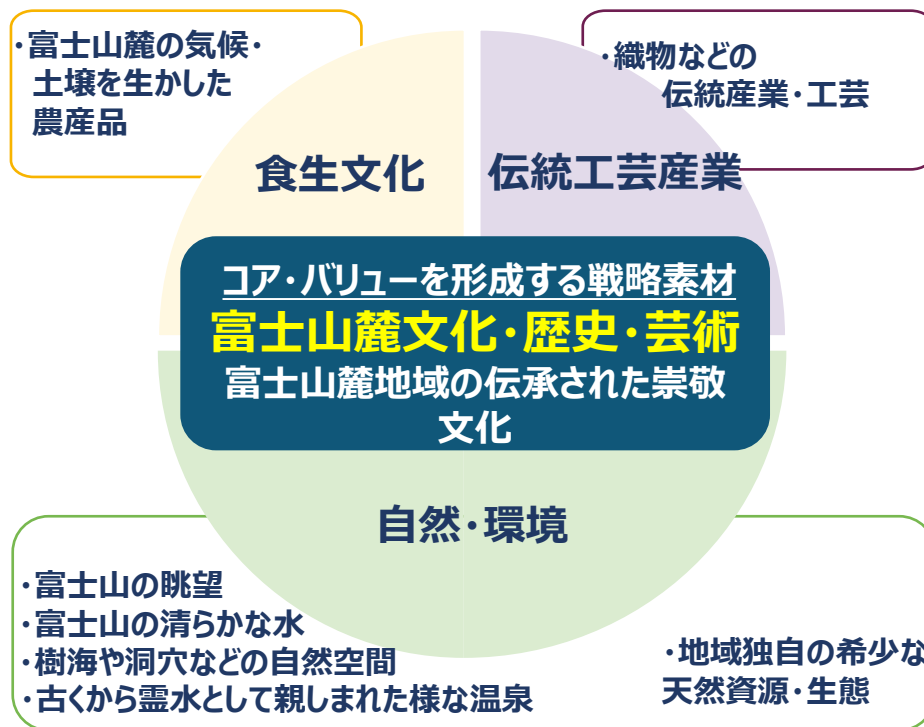 ・富士山麓の気候・
土壌を生かした
農産品
・織物などの
伝統産業・工芸
食生文化
伝統工芸産業
コア・バリューを形成する戦略素材
富士山麓文化・歴史・芸術
富士山麓地域の伝承された崇敬
文化
自然・環境
・富士山の眺望
・富士山の清らかな水
・樹海や洞穴などの自然空間
・古くから霊水として親しまれた様な温泉
・地域独自の希少な
天然資源・生態